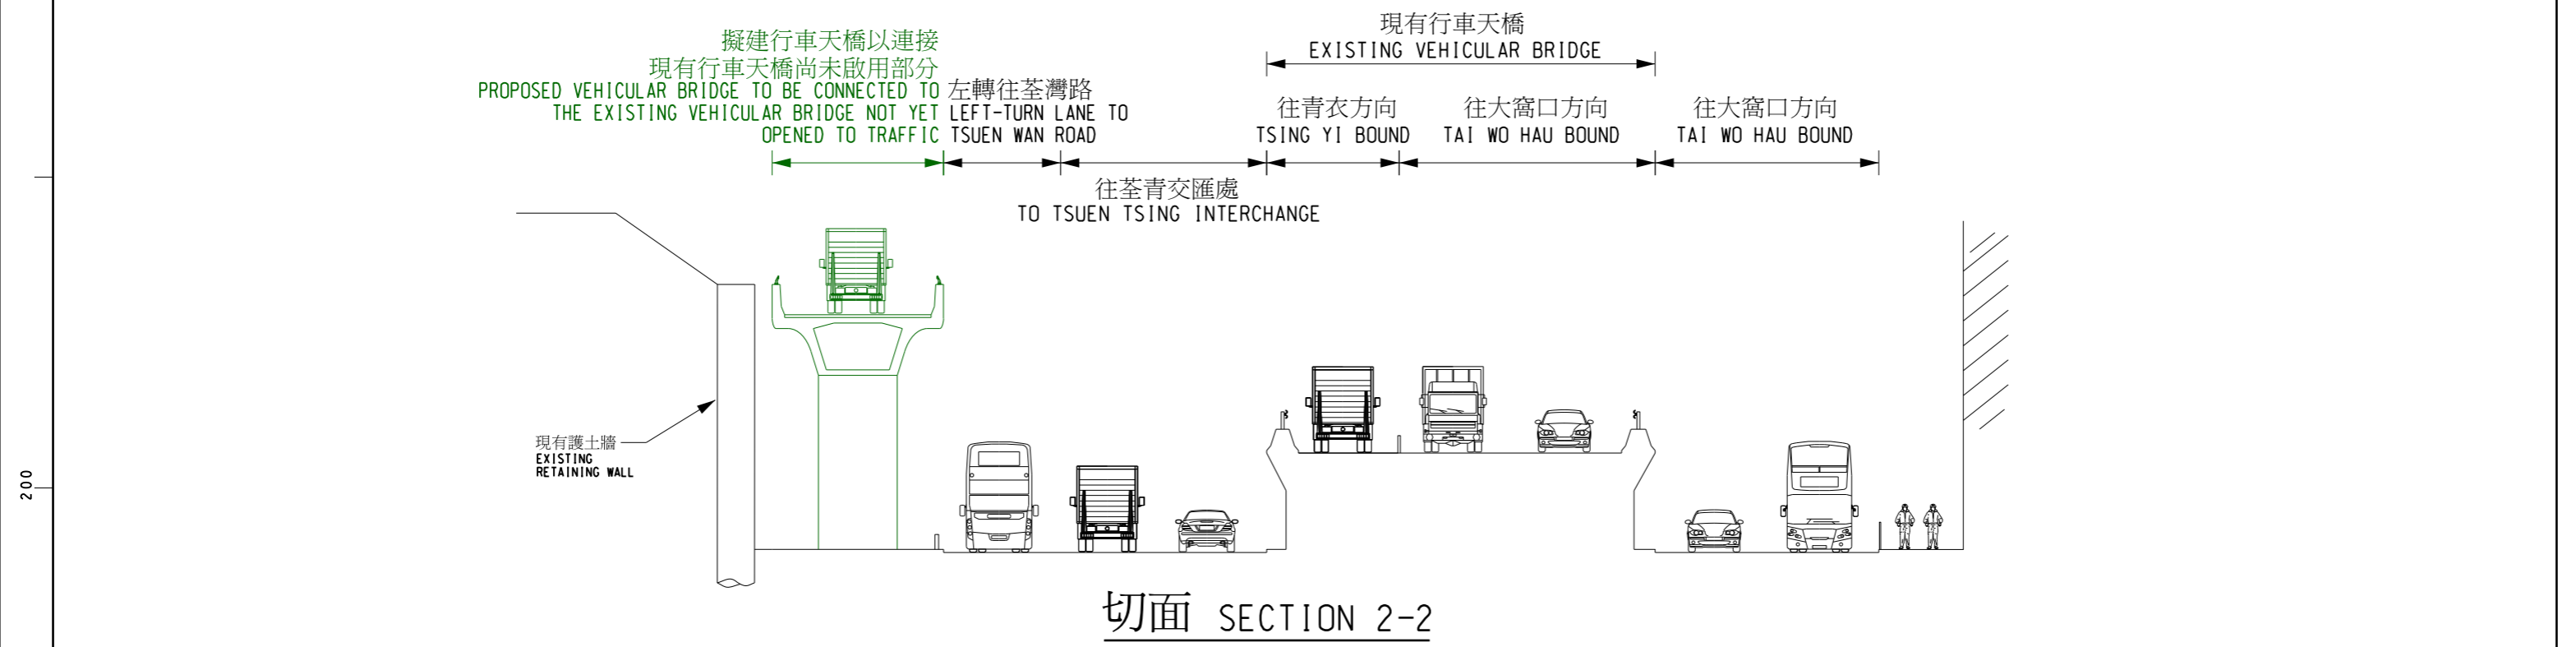 擬建行車天橋以連接
現有行車天橋尚未啟用部分
PROPOSED VEHICULAR BRIDGE TO BE CONNECTED TO
THE EXISTING VEHICULAR BRIDGE NOT YET
OPENED TO TRAFFIC
左轉往荃灣路
LEFT-TURN LANE TO
TSUEN WAN ROAD
往荃青交匯處
TO TSUEN TSING INTERCHANGE
現有行車天橋
EXISTING VEHICULAR BRIDGE
往青衣方向
TSING YI BOUND
往大窩口方向
TAI WO HAU BOUND
往大窩口方向
TAI WO HAU BOUND
現有護土牆
EXISTING
RETAINING WALL
200
切面 SECTION 2-2